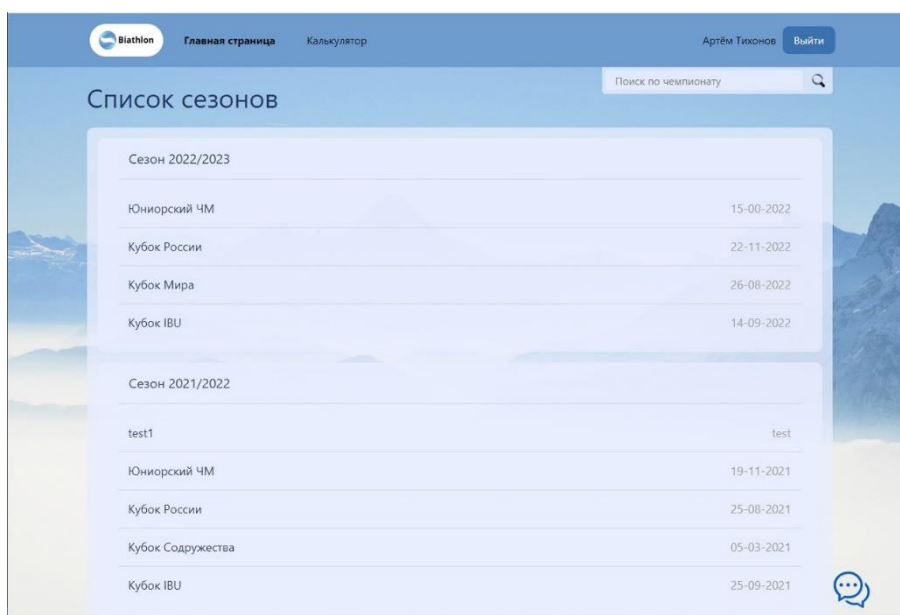 Biathlon Главная страница Калькулятор Артём Тихонов Выйти
Поиск по чемпионату
Список сезонов
Сезон 2022/2023
Юниорский ЧМ 15-00-2022
Кубок России 22-11-2022
Кубок Мира 26-08-2022
Кубок IBU 14-09-2022
Сезон 2021/2022
test1 test
Юниорский ЧМ 19-11-2021
Кубок России 25-08-2021
Кубок Содружества 05-03-2021
Кубок IBU 25-09-2021